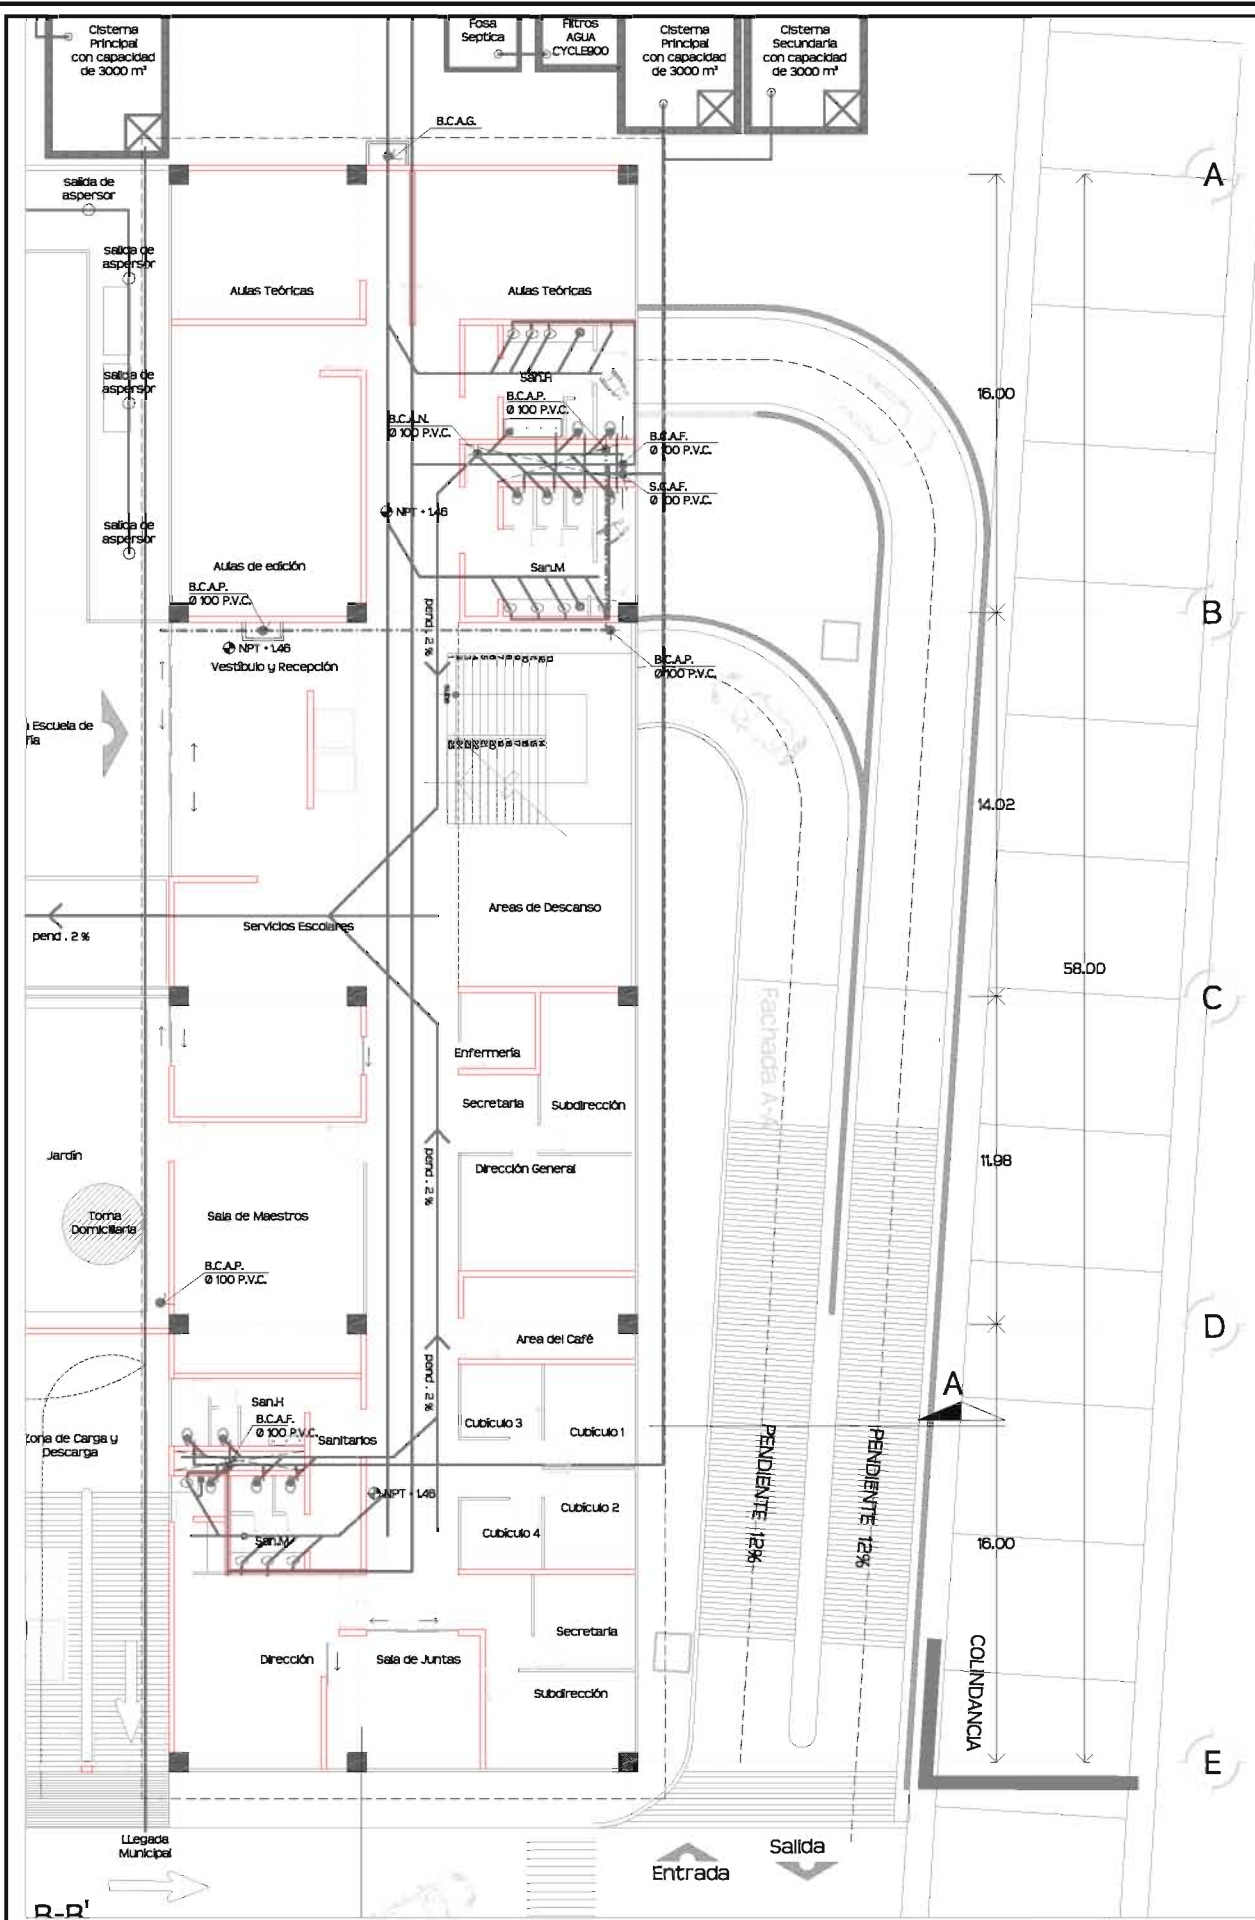 Cisterna
Principal
con capacidad
de 3000 m³
Fosa
Septica
Filtros
AGUA
CYCLE900
Cisterna
Principal
con capacidad
de 3000 m³
Cisterna
Secundaria
con capacidad
de 3000 m³
B.C.A.G.
A
salida de
aspersor
salida de
aspersor
Aulas Teóricas
Aulas Teóricas
salida de
aspersor
San.H
B.C.A.P.
Ø 100 P.V.C.
16.00
B.C.A.N.
Ø 100 P.V.C.
B.C.A.F.
Ø 100 P.V.C.
S.C.A.F.
Ø 100 P.V.C.
NPT + 1.46
salida de
aspersor
Aulas de edición
San.M
B.C.A.P.
Ø 100 P.V.C.
pend . 2 %
B
NPT + 1.46
Vestíbulo y Recepción
B.C.A.P.
Ø 100 P.V.C.
Escuela de
14.02
Areas de Descanso
Servicios Escolares
pend . 2 %
58.00
C
Fachada A-A'
Enfermería
Secretaria
Subdirección
Jardín
pend . 2 %
Dirección General
11.98
Toma
Domiciliaria
Sala de Maestros
B.C.A.P.
Ø 100 P.V.C.
D
Area del Café
pend . 2 %
A
San.H
B.C.A.F.
Ø 100 P.V.C.
Sanitarios
Cubículo 3
Cubículo 1
Zona de Carga y
Descarga
PENDIENTE 12%
PENDIENTE 12%
NPT + 1.46
Cubículo 2
Cubículo 4
San.M
16.00
Secretaria
Dirección
Sala de Juntas
Subdirección
COLINDANCIA
E
LLegada
Municipal
Entrada
Salida
B-B'